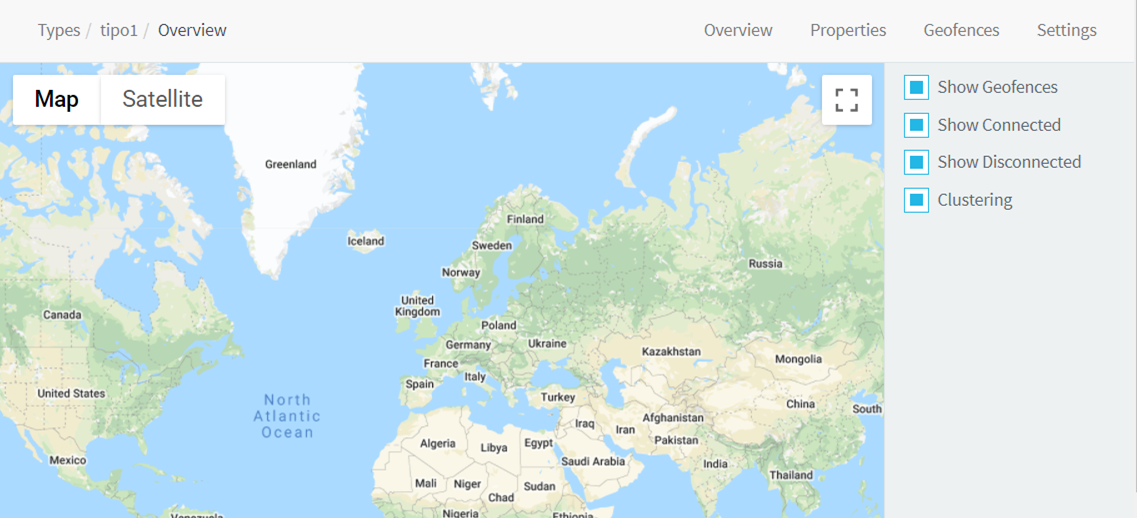 Types / tipo1 / Overview
Overview Properties Geofences Settings
Map Satellite
Show Geofences
Show Connected
Show Disconnected
Clustering
Greenland
Finland
Iceland
Sweden
Russia
Norway
United
Kingdom
Canada
Poland
Germany
Ukraine
Kazakhstan
Mongolia
France
Italy
Spain
United States
Turkey
China
North
Atlantic
Ocean
South
Afghanistan
Iraq
Iran
Pakistan
Algeria
Libya
Egypt
Mexico
Saudi Arabia
India
Thailand
Mali
Niger
Sudan
Chad
Nigeria
Ethiopia
Venezuela